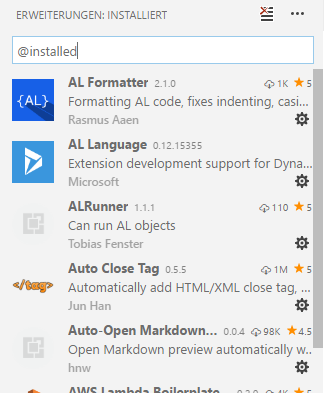 ERWEITERUNGEN: INSTALLIERT
@installed
{AL}
AL Formatter 2.1.0 1K 5
Formatting AL code, fixes indenting, casi...
Rasmus Aaen
AL Language 0.12.15355
Extension development support for Dyna...
Microsoft
ALRunner 1.1.1 110 5
Can run AL objects
Tobias Fenster
</tag>
Auto Close Tag 0.5.5 1M 5
Automatically add HTML/XML close tag, ...
Jun Han
Auto-Open Markdown... 0.0.4 98K 4.5
Open Markdown preview automatically w...
hnw
AWS Lambda Boilerplate